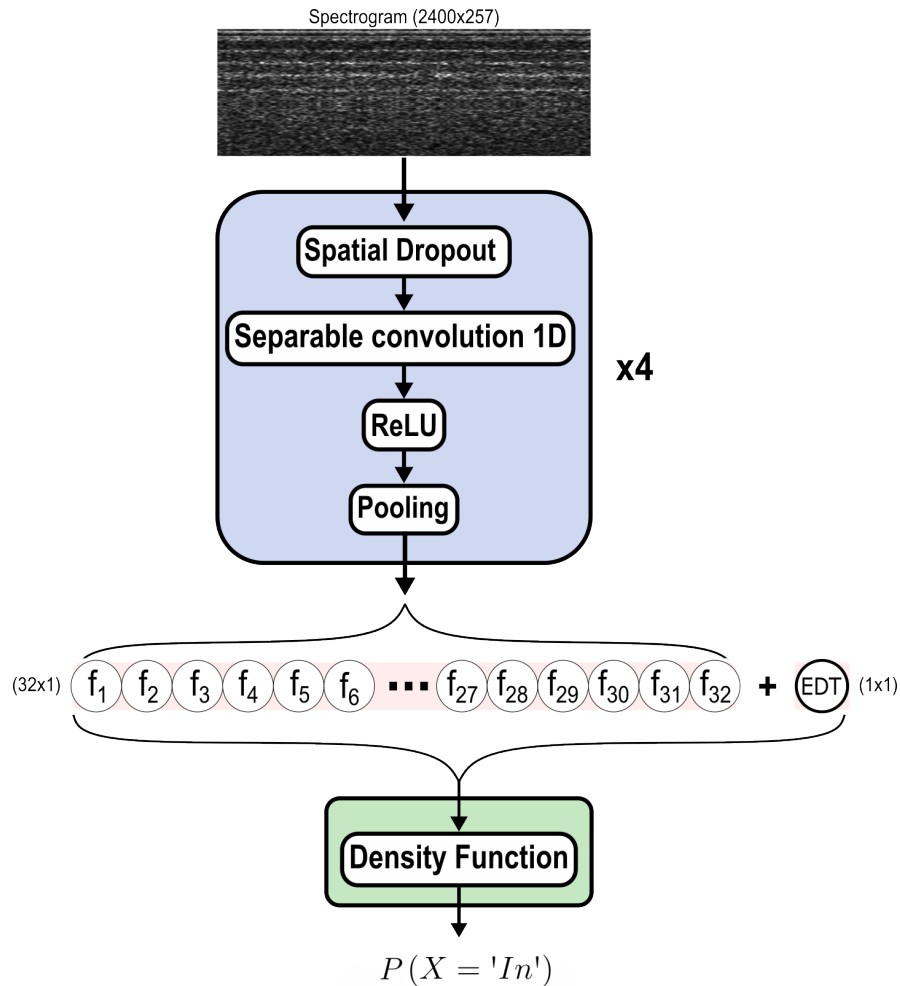 Spectrogram (2400x257)
Spatial Dropout
Separable convolution 1D
x4
ReLU
Pooling
(32x1) f1 f2 f3 f4 f5 f6 ... f27 f28 f29 f30 f31 f32 + EDT (1x1)
Density Function
P (X = 'In')